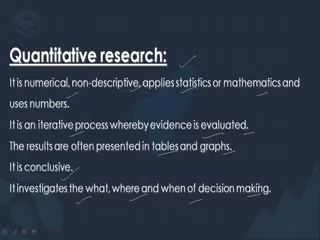 Quantitative research:
It is numerical, non-descriptive, applies statistics or mathematics and
uses numbers.
It is an iterative process whereby evidence is evaluated.
The results are often presented in tables and graphs.
It is conclusive.
It investigates the what, where and when of decision making.